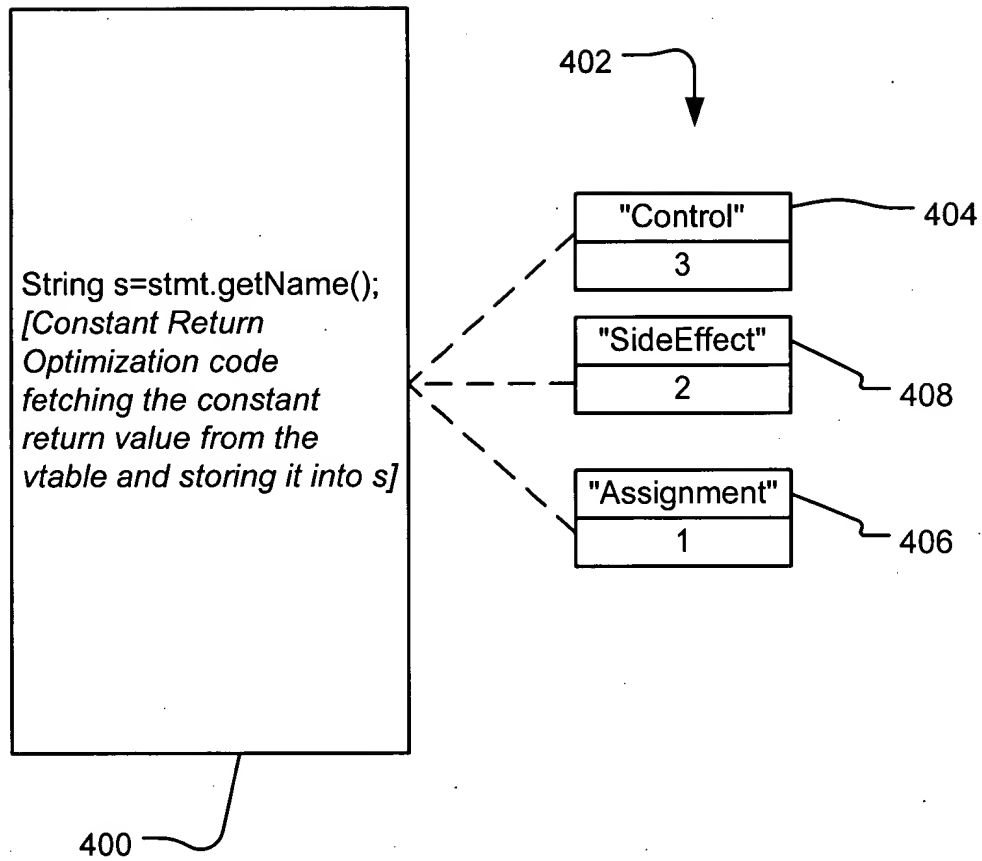 402
"Control"
404
3
String s=stmt.getName();
[Constant Return
Optimization code
fetching the constant
return value from the
vtable and storing it into s]
"SideEffect"
2
408
"Assignment"
1
406
400